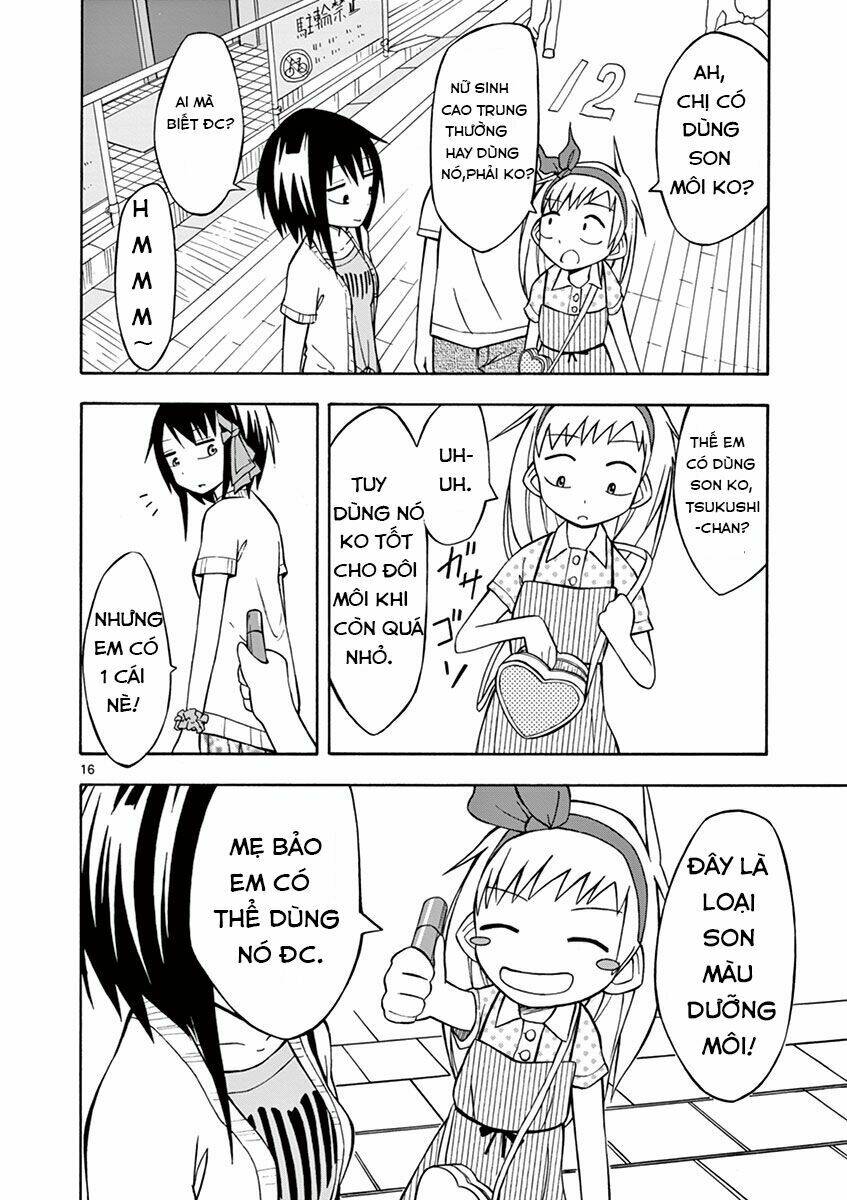 駐輪禁止
12
AH,
CHỊ CÓ
DÙNG
SON
MÔI KO?
NỮ SINH
CAO TRUNG
THƯỜNG
HAY DÙNG
NÓ,PHẢI KO?
AI MÀ
BIẾT ĐC?
H
M
M
M
~
THẾ EM
CÓ DÙNG
SON KO,
TSUKUSHI
-CHAN?
UH-
UH.
TUY
DÙNG NÓ
KO TỐT
CHO ĐÔI
MÔI KHI
CÒN QUÁ
NHỎ.
ガサ
ゴソ
NHƯNG
EM CÓ
1 CÁI
NÈ!
16
ĐÂY LÀ
LOẠI
SON
MÀU
DƯỠNG
MÔI!
MẸ BẢO
EM CÓ
THỂ DÙNG
NÓ ĐC.